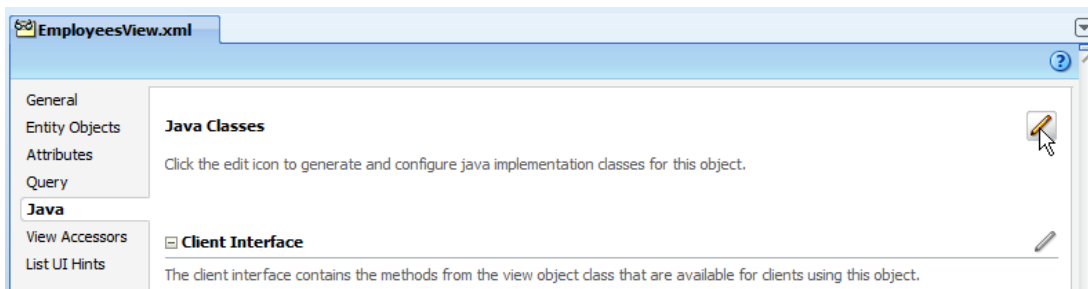 EmployeesView.xml
General
Entity Objects
Attributes
Query
Java
View Accessors
List UI Hints
Java Classes
Click the edit icon to generate and configure java implementation classes for this object.
Client Interface
The client interface contains the methods from the view object class that are available for clients using this object.